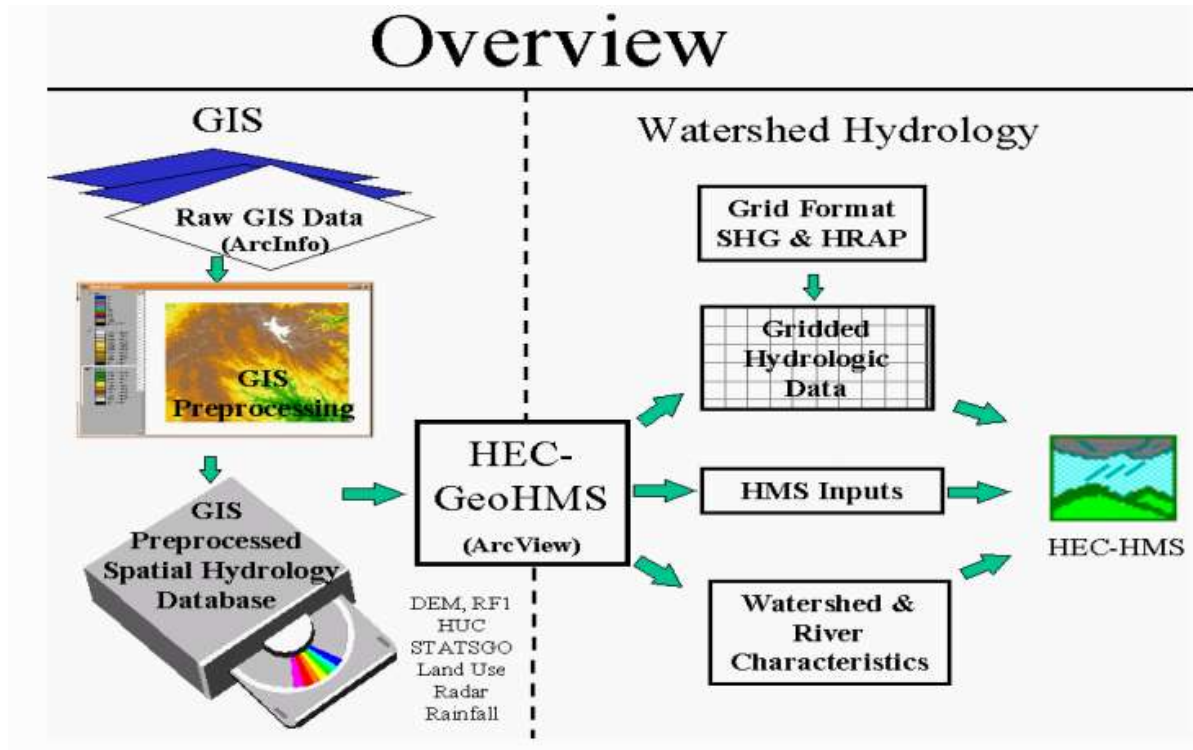 Overview
GIS
Raw GIS Data
(ArcInfo)
GIS
Preprocessing
GIS
Preprocessed
Spatial Hydrology
Database
DEM, RF1
HUC
STATSGO
Land Use
Radar
Rainfall
HEC-
GeoHMS
(ArcView)
Watershed Hydrology
Grid Format
SHG & HRAP
Gridded
Hydrologic
Data
HMS Inputs
Watershed &
River
Characteristics
HEC-HMS